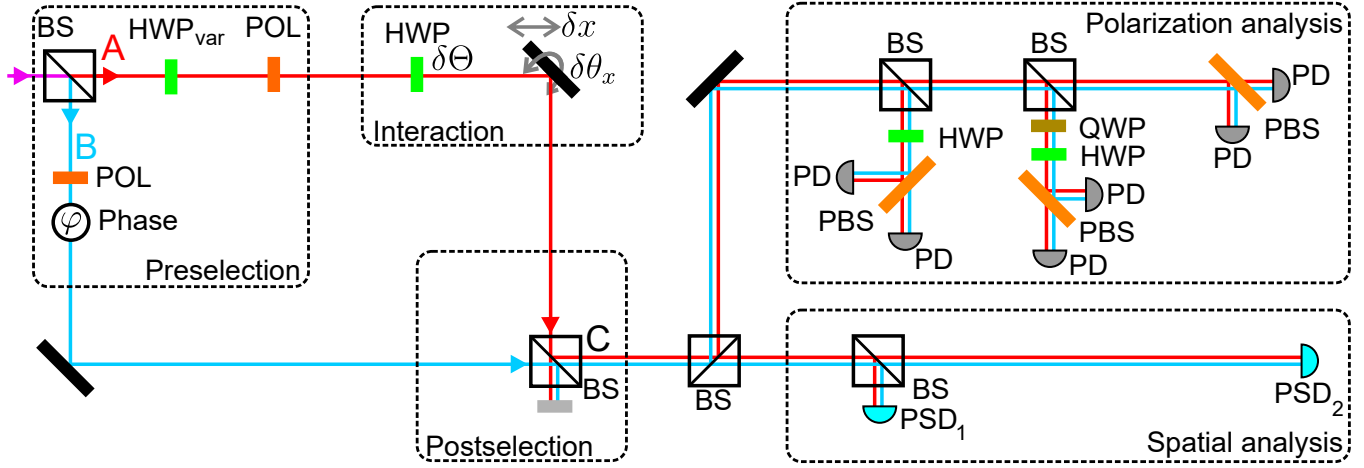 BS
A
HWPvar
POL
B
POL
φ
Phase
Preselection
HWP
δΘ
δx
δθx
Interaction
C
BS
Postselection
BS
Polarization analysis
BS
BS
HWP
PD
PBS
PD
QWP
HWP
PD
PBS
PD
PD
PBS
PD
BS
PSD1
PSD2
Spatial analysis